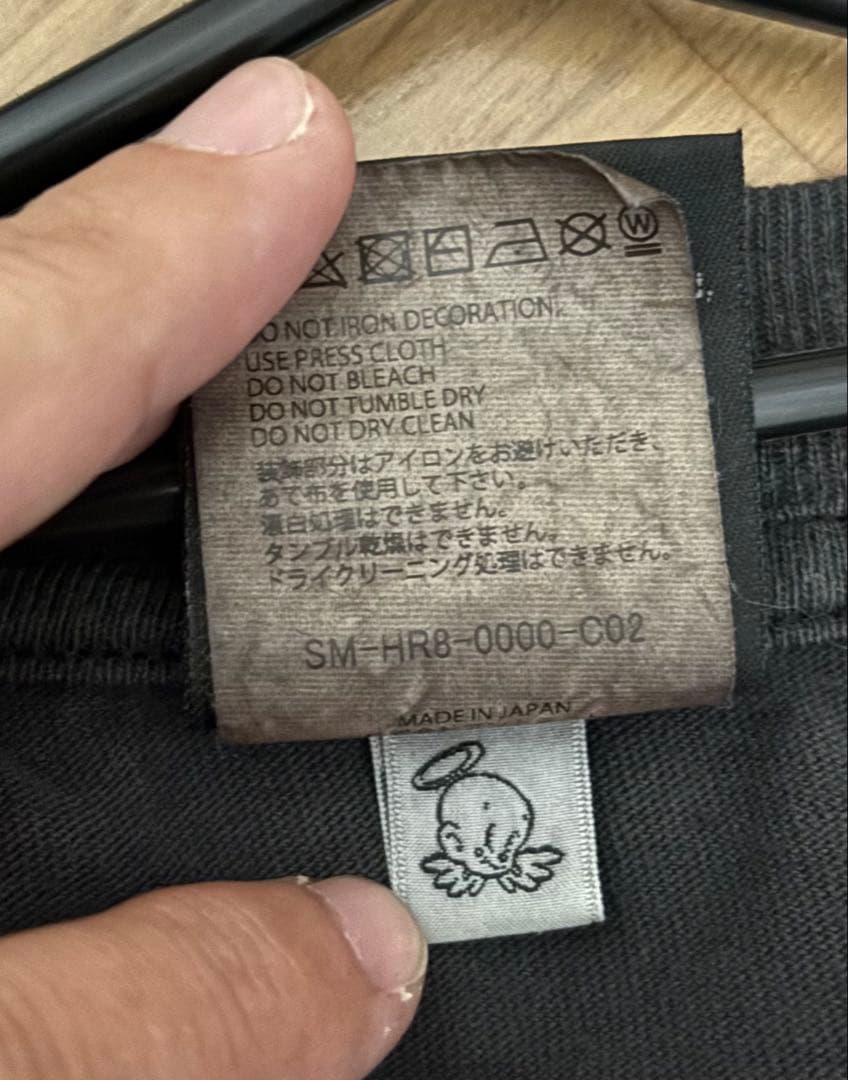 W
DO NOT IRON DECORATION
USE PRESS CLOTH
DO NOT BLEACH
DO NOT TUMBLE DRY
DO NOT DRY CLEAN
装飾部分はアイロンをお避けいただき、
あて布を使用して下さい。
漂白処理はできません。
タンブル乾燥はできません。
ドライクリーニング処理はできません。
SM-HR8-0000-C02
MADE IN JAPAN